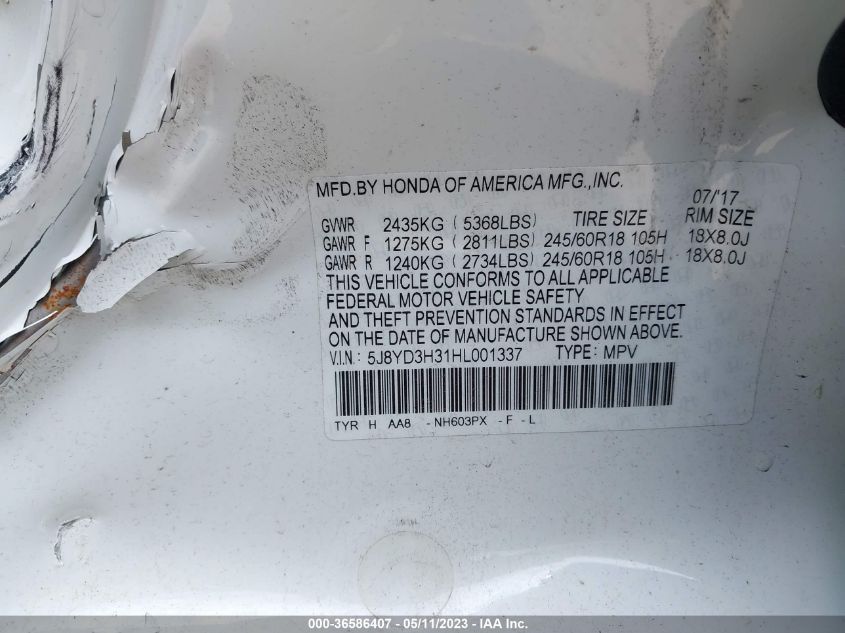 MFD.BY HONDA OF AMERICA MFG.,INC.
07/'17
GVWR 2435KG ( 5368LBS) TIRE SIZE RIM SIZE
GAWR F 1275KG ( 2811LBS) 245/60R18 105H 18X8.0J
GAWR R 1240KG ( 2734LBS) 245/60R18 105H 18X8.0J
THIS VEHICLE CONFORMS TO ALL APPLICABLE
FEDERAL MOTOR VEHICLE SAFETY
AND THEFT PREVENTION STANDARDS IN EFFECT
ON THE DATE OF MANUFACTURE SHOWN ABOVE.
V.I.N: 5J8YD3H31HL001337 TYPE: MPV
TYR H AA8 -NH603PX -F -L
000-36586407 - 05/11/2023 - IAA Inc.